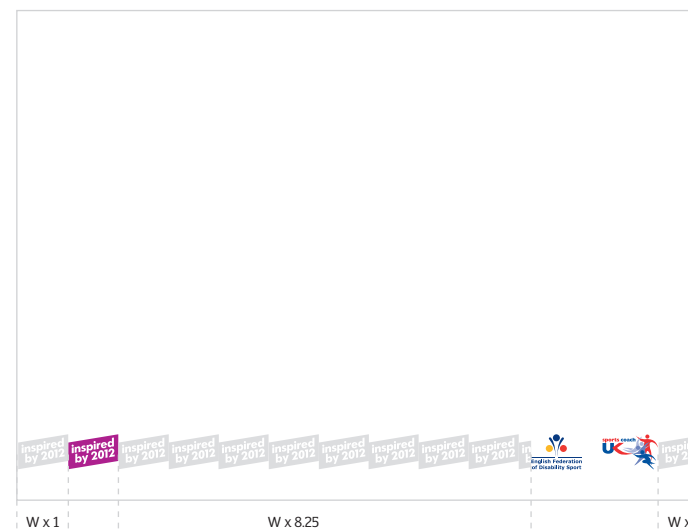 inspired by 2012 inspired by 2012 inspired by 2012 inspired by 2012 inspired by 2012 inspired by 2012 inspired by 2012 inspired by 2012 inspired by 2012 inspired by 2012
English Federation
of Disability Sport
sports coach
UK
W x 1
W x 8.25
W x